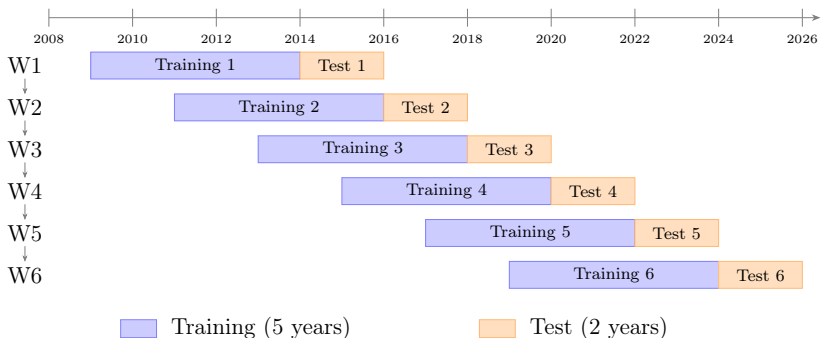 2008 2010 2012 2014 2016 2018 2020 2022 2024 2026
W1 Training 1 Test 1
W2 Training 2 Test 2
W3 Training 3 Test 3
W4 Training 4 Test 4
W5 Training 5 Test 5
W6 Training 6 Test 6
Training (5 years) Test (2 years)